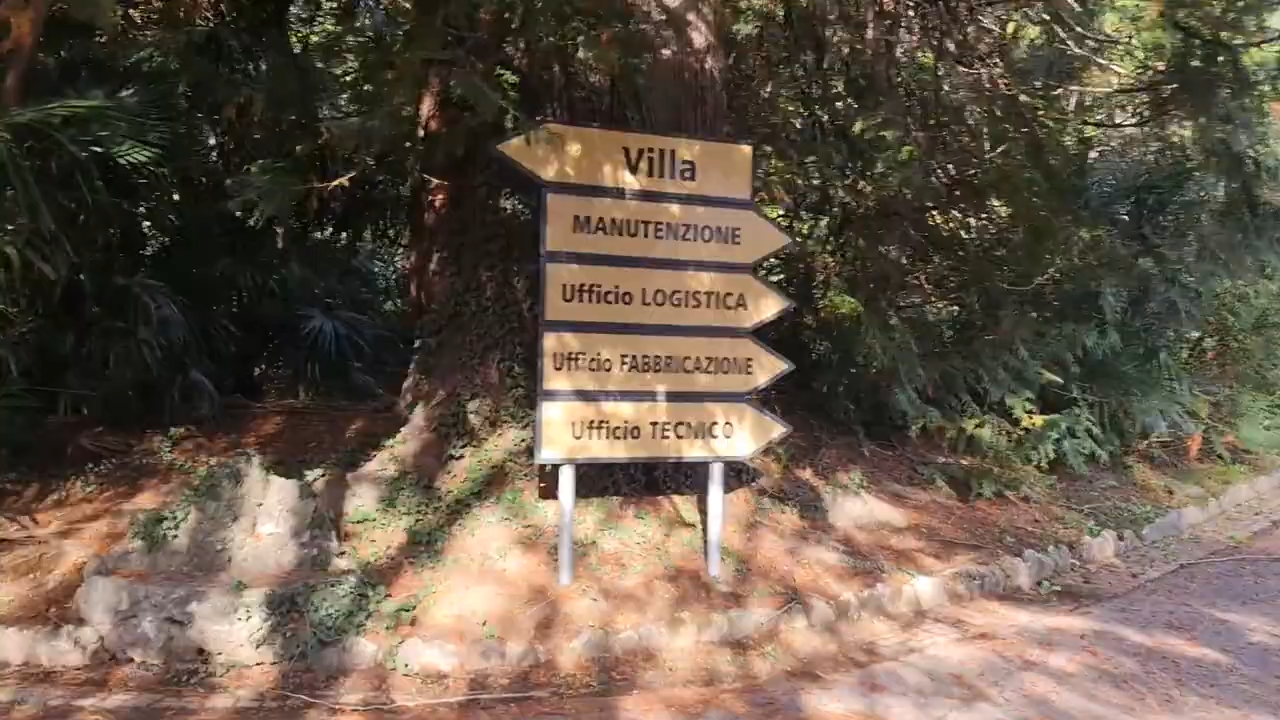 Villa
MANUTENZIONE
Ufficio LOGISTICA
Ufficio FABBRICAZIONE
Ufficio TECNICO